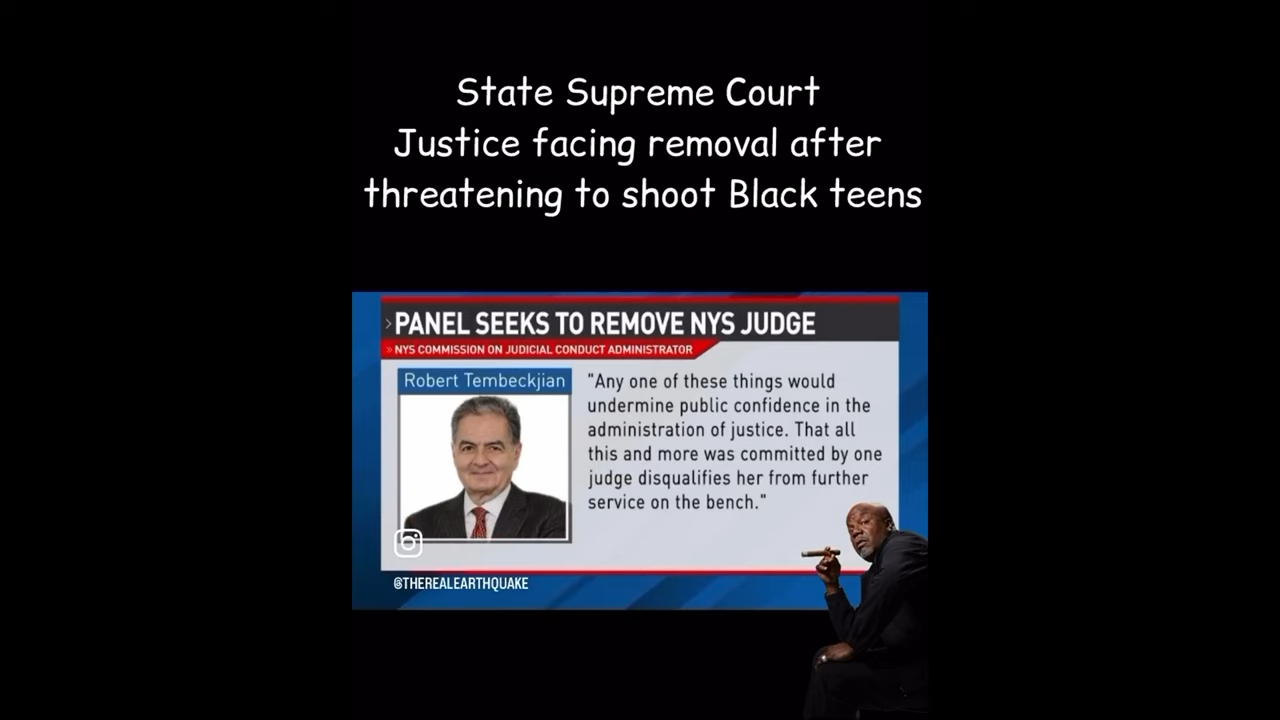 State Supreme Court
Justice facing removal after
threatening to shoot Black teens
PANEL SEEKS TO REMOVE NYS JUDGE
NYS COMMISSION ON JUDICIAL CONDUCT ADMINISTRATOR
Robert Tembeckjian
"Any one of these things would
undermine public confidence in the
administration of justice. That all
this and more was committed by one
judge disqualifies her from further
service on the bench."
@THEREALEARTHQUAKE